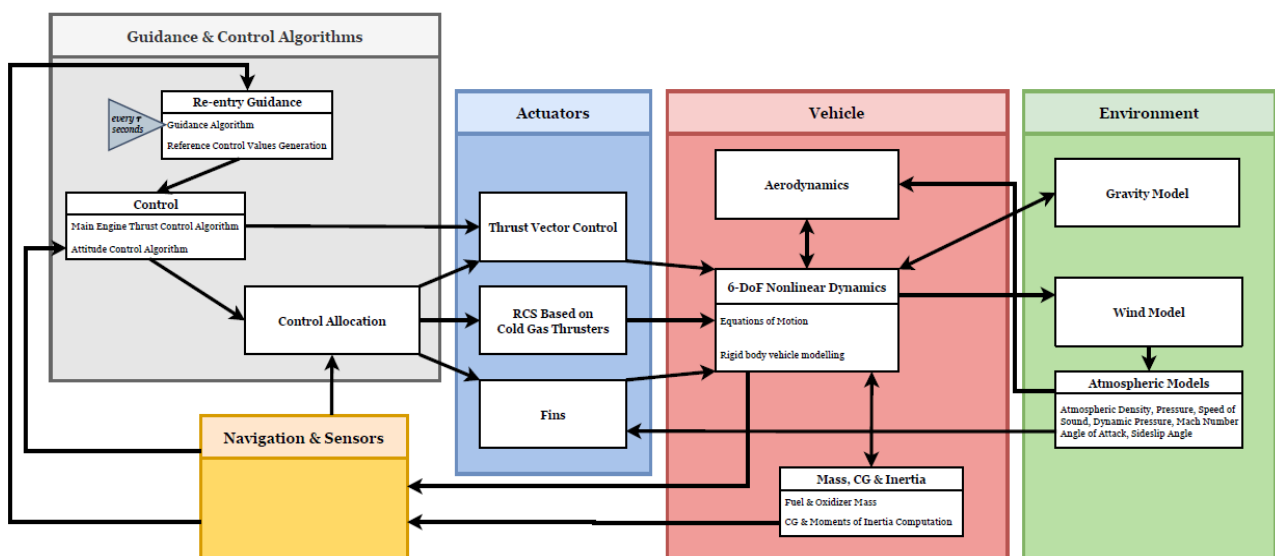 Guidance & Control Algorithms
Re-entry Guidance
every τ
seconds
Guidance Algorithm
Reference Control Values Generation
Control
Main Engine Thrust Control Algorithm
Attitude Control Algorithm
Control Allocation
Navigation & Sensors
Actuators
Thrust Vector Control
RCS Based on
Cold Gas Thrusters
Fins
Vehicle
Aerodynamics
6-DoF Nonlinear Dynamics
Equations of Motion
Rigid body vehicle modelling
Mass, CG & Inertia
Fuel & Oxidizer Mass
CG & Moments of Inertia Computation
Environment
Gravity Model
Wind Model
Atmospheric Models
Atmospheric Density, Pressure, Speed of
Sound, Dynamic Pressure, Mach Number
Angle of Attack, Sideslip Angle